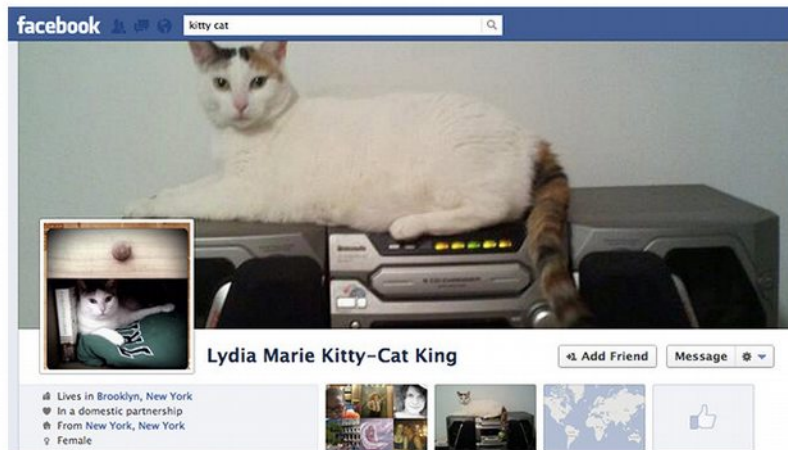 facebook
kitty cat
Lydia Marie Kitty-Cat King
+1 Add Friend
Message
Lives in Brooklyn, New York
In a domestic partnership
From New York, New York
Female